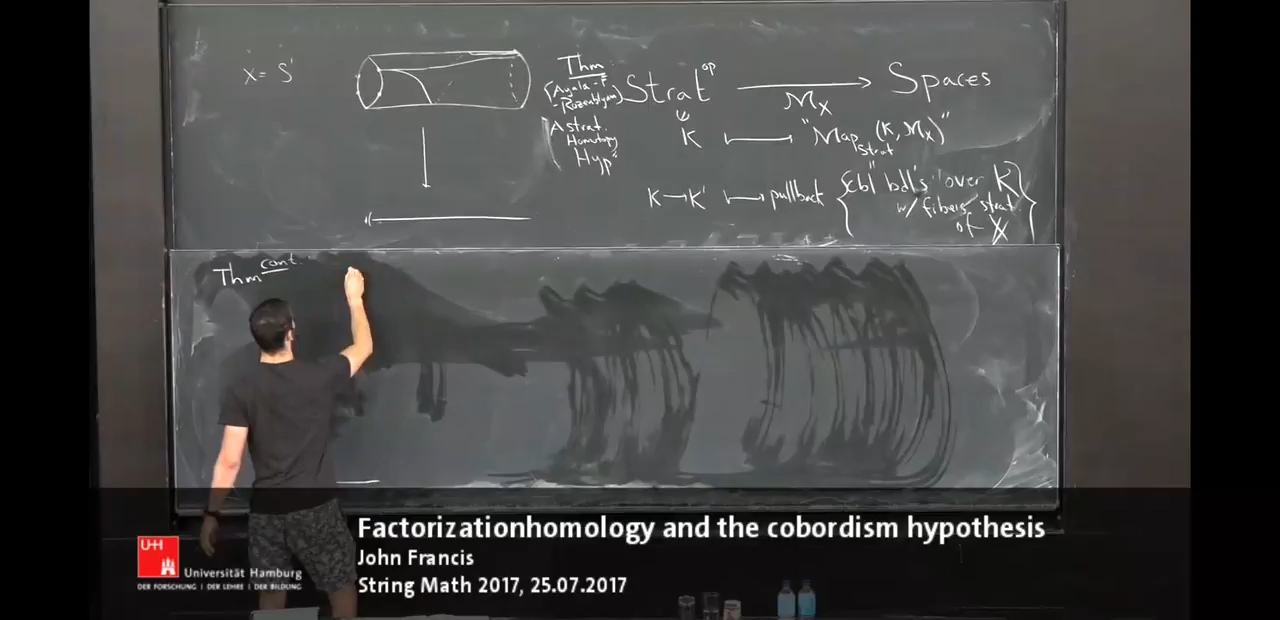 X = S¹
Thm
(Ayala-F-Rozenblyum)
A strat. Homotopy Hyp"
Strat^op → Spaces
M_X
K ⟼ "Map_Strat (K, M_X)"
K→K' ⟼ pullback { "cbl" bdl's over K w/ fibers strat of X }
Thm cont.
Factorizationhomology and the cobordism hypothesis
John Francis
String Math 2017, 25.07.2017
UH
Universität Hamburg
DER FORSCHUNG | DER LEHRE | DER BILDUNG